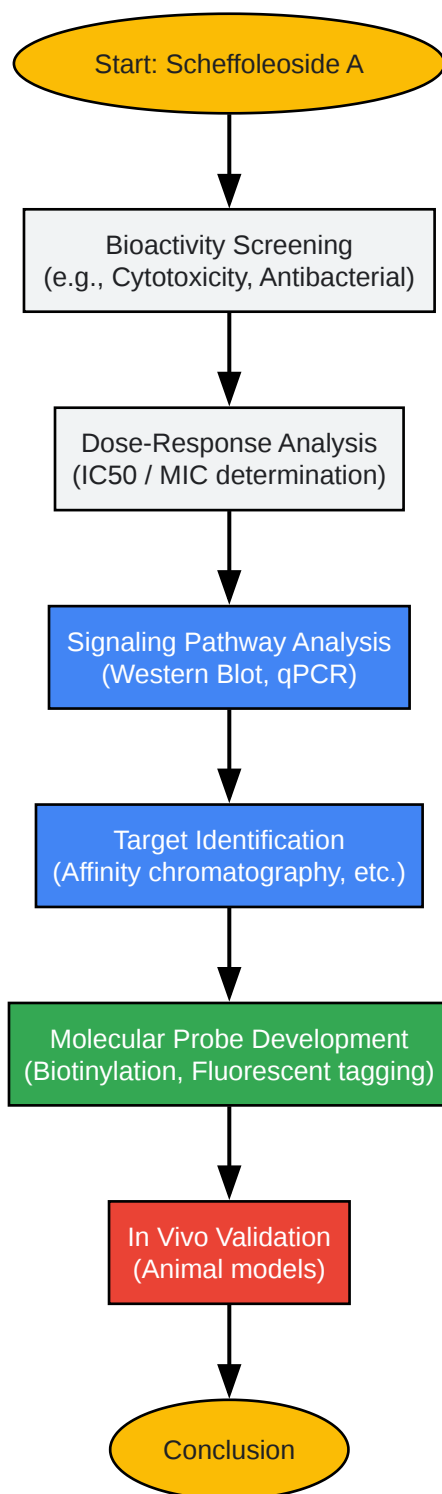 Start: Scheffoleoside A
Bioactivity Screening
(e.g., Cytotoxicity, Antibacterial)
Dose-Response Analysis
(IC50 / MIC determination)
Signaling Pathway Analysis
(Western Blot, qPCR)
Target Identification
(Affinity chromatography, etc.)
Molecular Probe Development
(Biotinylation, Fluorescent tagging)
In Vivo Validation
(Animal models)
Conclusion